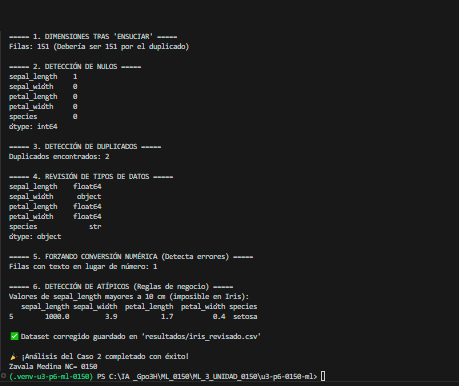 ===== 1. DIMENSIONES TRAS 'ENSUCIAR' =====
Filas: 151 (Debería ser 151 por el duplicado)
===== 2. DETECCIÓN DE NULOS =====
sepal_length    1
sepal_width     0
petal_length    0
petal_width     0
species         0
dtype: int64
===== 3. DETECCIÓN DE DUPLICADOS =====
Duplicados encontrados: 2
===== 4. REVISIÓN DE TIPOS DE DATOS =====
sepal_length    float64
sepal_width      object
petal_length    float64
petal_width     float64
species             str
dtype: object
===== 5. FORZANDO CONVERSIÓN NUMÉRICA (Detecta errores) =====
Filas con texto en lugar de número: 1
===== 6. DETECCIÓN DE ATÍPICOS (Reglas de negocio) =====
Valores de sepal_length mayores a 10 cm (imposible en Iris):
   sepal_length sepal_width  petal_length  petal_width species
5        1000.0         3.9           1.7          0.4  setosa
✅ Dataset corregido guardado en 'resultados/iris_revisado.csv'
🎉 ¡Análisis del Caso 2 completado con éxito!
Zavala Medina NC= 0150
(.venv-u3-p6-ml-0150) PS C:\IA _Gpo3H\ML_0150\ML_3_UNIDAD_0150\u3-p6-0150-ml>